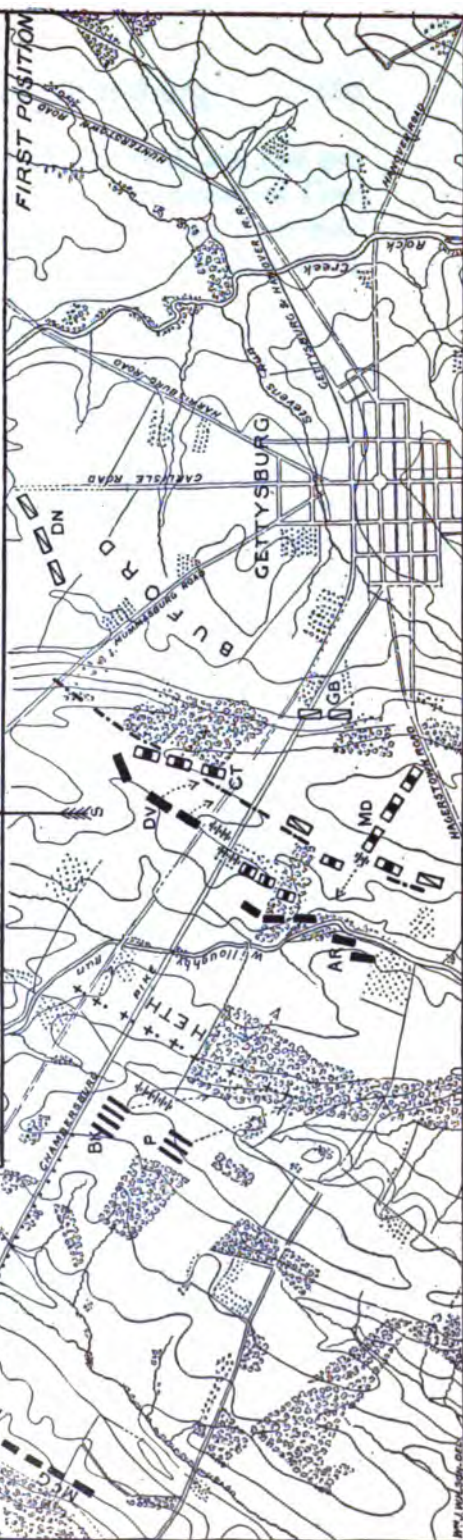 FIRST POSITION
HUNTERSTOWN ROAD
HANOVER ROAD
Rock
Creek
GETTYSBURG & HANOVER R.R.
Stevens Run
HARRISBURG ROAD
CARLISLE ROAD
GETTYSBURG
DN
BUFORD
MUMMASBURG ROAD
GB
HAGERSTOWN ROAD
S
DV
CT
MD
AR
Willoughby
Run
CHAMBERSBURG
PIKE
HETH
BK
P
McG